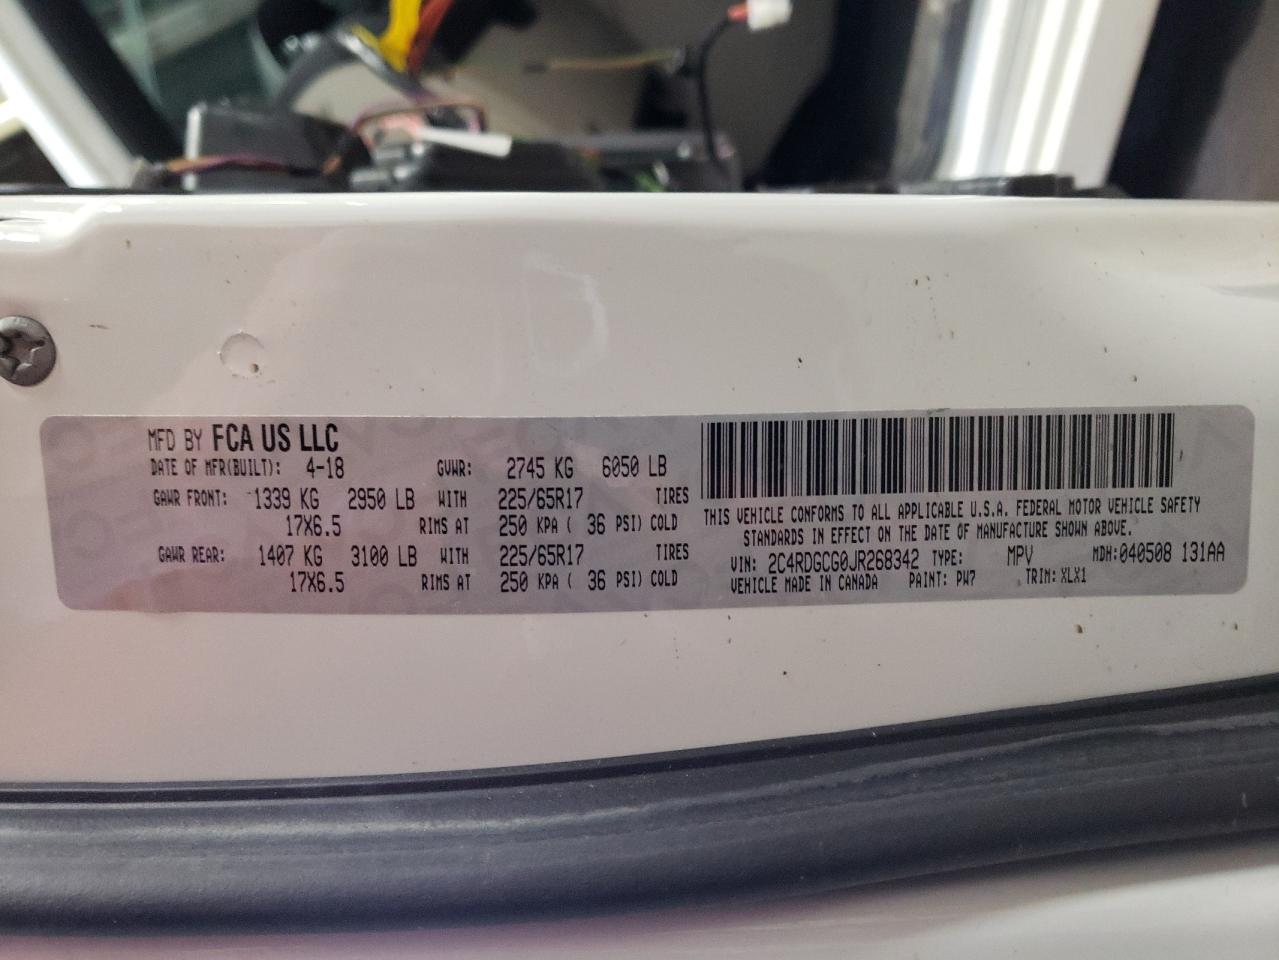 MFD BY FCA US LLC
DATE OF MFR(BUILT): 4-18 GVWR: 2745 KG 6050 LB
GAWR FRONT: 1339 KG 2950 LB WITH 225/65R17 TIRES
17X6.5 RIMS AT 250 KPA ( 36 PSI) COLD
GAWR REAR: 1407 KG 3100 LB WITH 225/65R17 TIRES
17X6.5 RIMS AT 250 KPA ( 36 PSI) COLD
THIS VEHICLE CONFORMS TO ALL APPLICABLE U.S.A. FEDERAL MOTOR VEHICLE SAFETY
STANDARDS IN EFFECT ON THE DATE OF MANUFACTURE SHOWN ABOVE.
VIN: 2C4RDGCG0JR268342 TYPE: MPV MDH:040508 131AA
VEHICLE MADE IN CANADA PAINT: PW7 TRIM: XLX1